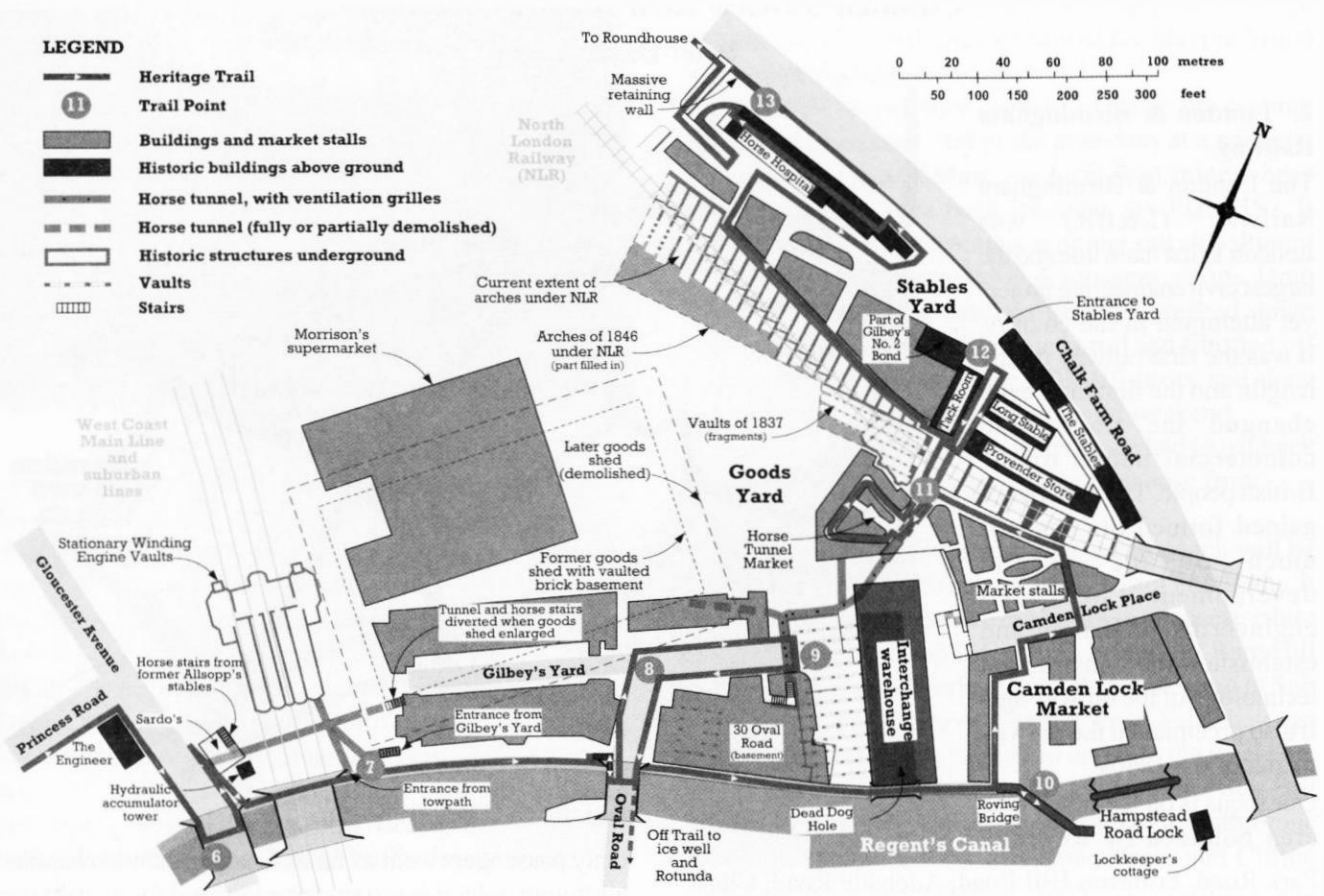 LEGEND
Heritage Trail
11
Trail Point
Buildings and market stalls
Historic buildings above ground
Horse tunnel, with ventilation grilles
Horse tunnel (fully or partially demolished)
Historic structures underground
Vaults
Stairs
To Roundhouse
Massive
retaining
wall
13
0 20 40 60 80 100 metres
50 100 150 200 250 300 feet
N
North
London
Railway
(NLR)
Horse Hospital
Current extent of
arches under NLR
Stables
Yard
Entrance to
Stables Yard
Part of
Gilbey's
No. 2
Bond
12
Morrison's
supermarket
Arches of 1846
under NLR
(part filled in)
Tack Room
Long Stable
The Stables
Chalk Farm Road
Provender Store
Vaults of 1837
(fragments)
West Coast
Main Line
and
suburban
lines
Later goods
shed
(demolished)
Goods
Yard
11
Stationary Winding
Engine Vaults
Horse
Tunnel
Market
Former goods
shed with vaulted
brick basement
Market stalls
Camden Lock Place
Gloucester Avenue
Tunnel and horse stairs
diverted when goods
shed enlarged
Horse stairs from
former Allsopp's
stables
Gilbey's Yard
8
9
Interchange
warehouse
Camden Lock
Market
Princess Road
Sardo's
The
Engineer
Entrance from
Gilbey's Yard
30 Oval
Road
(basement)
7
10
Hydraulic
accumulator
tower
Entrance from
towpath
Oval Road
Dead Dog
Hole
Roving
Bridge
Hampstead
Road Lock
6
Off Trail to
ice well
and
Rotunda
Regent's Canal
Lockkeeper's
cottage